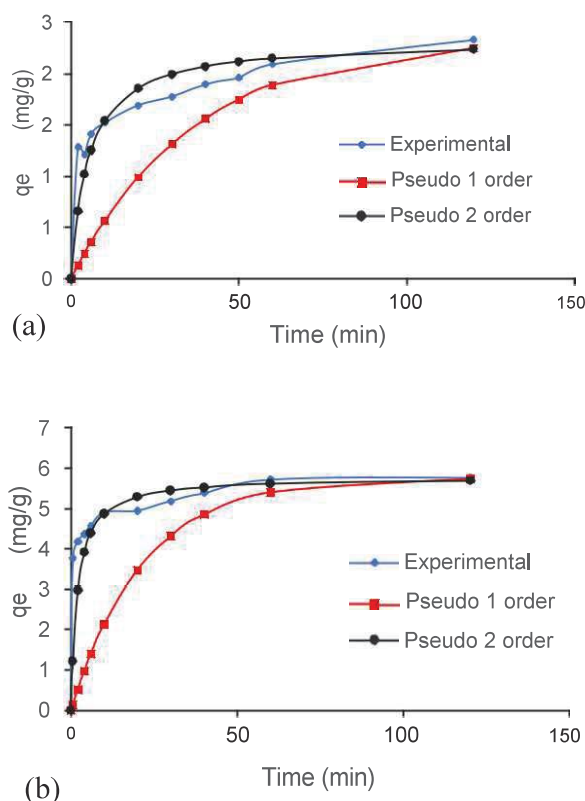 3
2
2
1
1
0
qe (mg/g)
Experimental
Pseudo 1 order
Pseudo 2 order
0 50 100 150
Time (min)
(a)
7
6
5
4
3
2
1
0
qe (mg/g)
Experimental
Pseudo 1 order
Pseudo 2 order
0 50 100 150
Time (min)
(b)